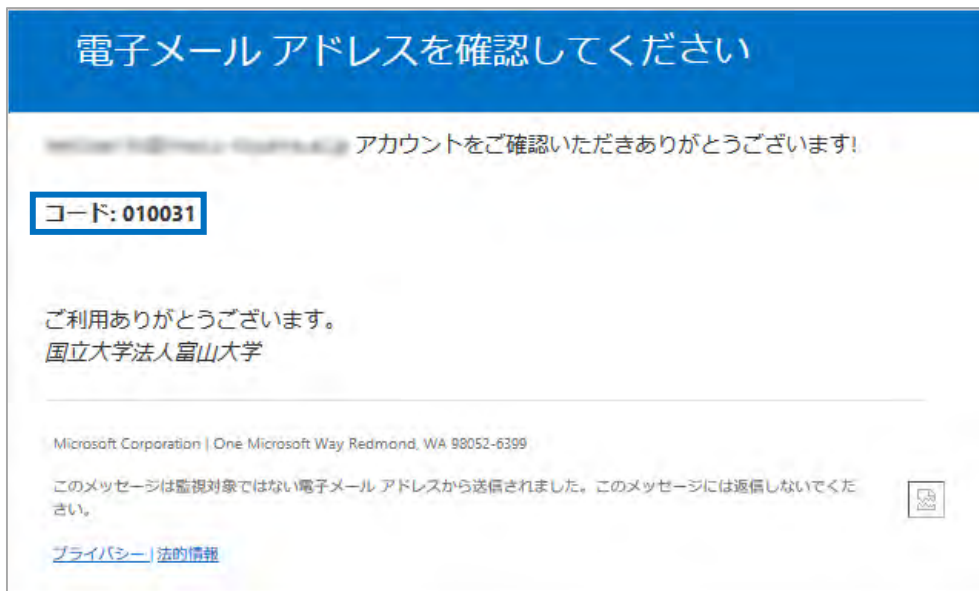 電子メール アドレスを確認してください
アカウントをご確認いただきありがとうございます!
コード: 010031
ご利用ありがとうございます。
国立大学法人富山大学
Microsoft Corporation | One Microsoft Way Redmond, WA 98052-6399
このメッセージは監視対象ではない電子メール アドレスから送信されました。このメッセージには返信しないでくだ
さい。
プライバシー | 法的情報